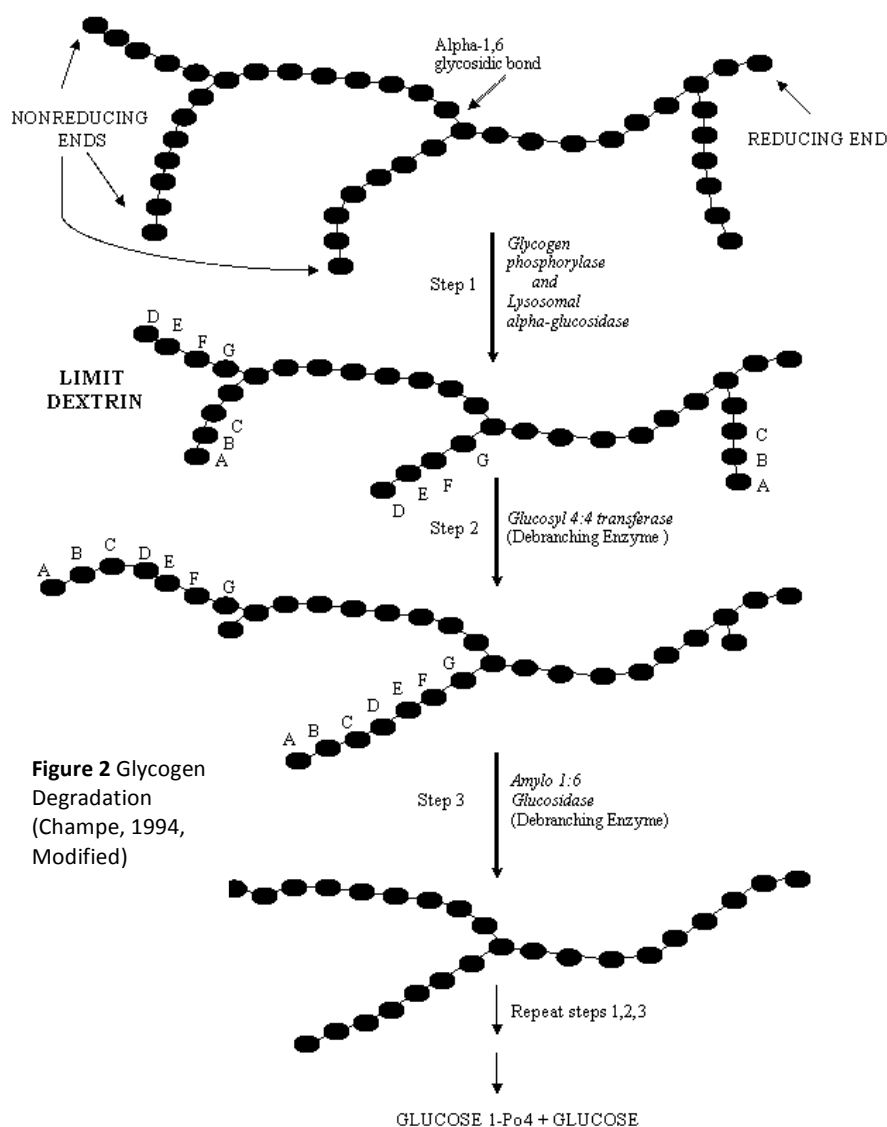 Alpha-1,6
glycosidic bond
NONREDUCING
ENDS
REDUCING END
Step 1
Glycogen
phosphorylase
and
Lysosomal
alpha-glucosidase
D
E
F
G
LIMIT
DEXTRIN
C
B
A
G
F
E
D
C
B
A
Step 2
Glucosyl 4:4 transferase
(Debranching Enzyme )
A
B
C
D
E
F
G
G
F
E
D
C
B
A
Figure 2 Glycogen
Degradation
(Champe, 1994,
Modified)
Step 3
Amylo 1:6
Glucosidase
(Debranching Enzyme)
Repeat steps 1,2,3
GLUCOSE 1-Po4 + GLUCOSE